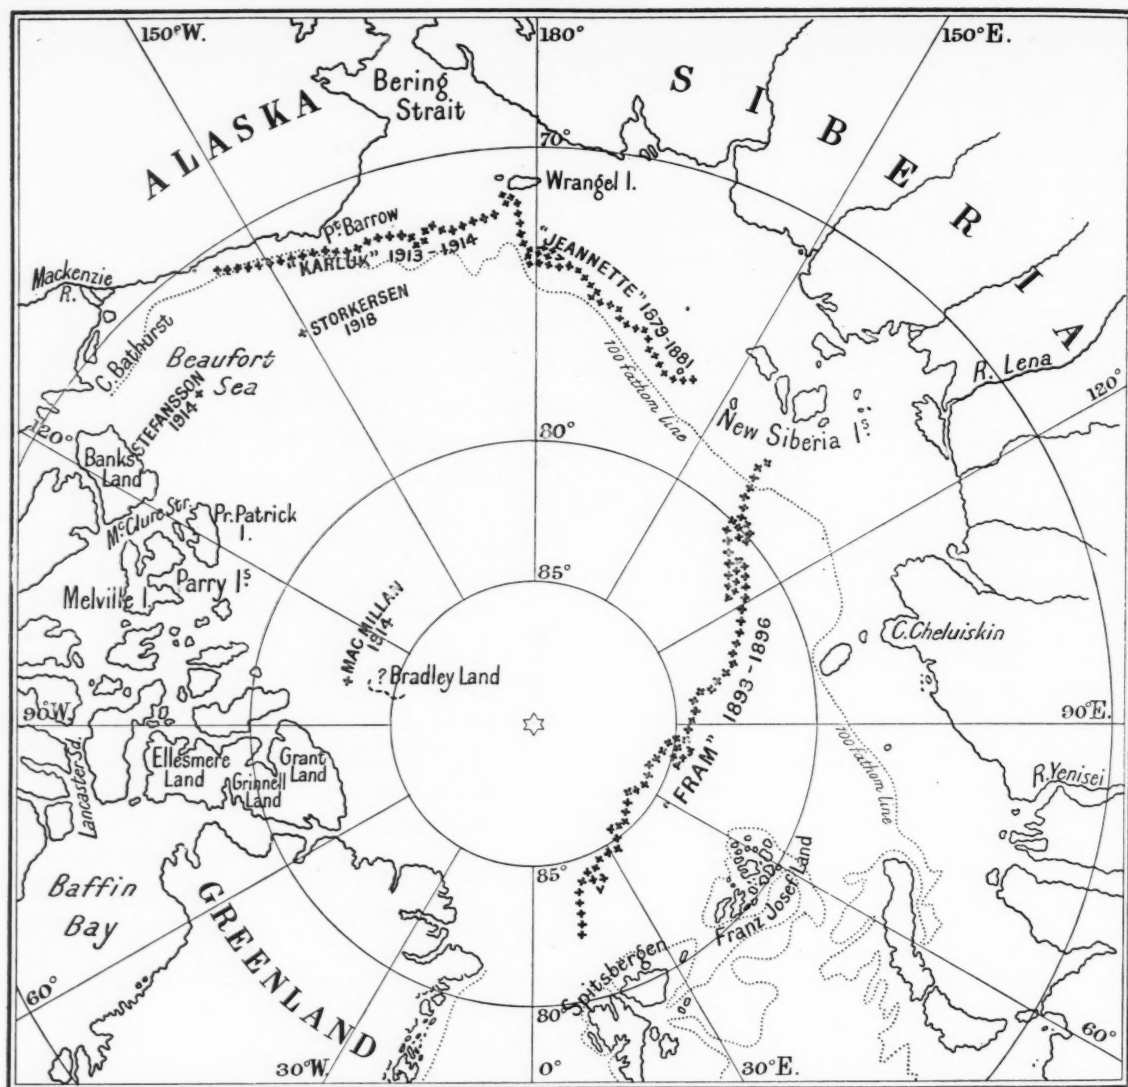 150°W.
180°
150°E.
ALASKA
Bering
Strait
SIBERIA
70°
Wrangel I.
Pt Barrow
"KARLUK" 1913-1914
"JEANNETTE" 1879-1881
Mackenzie
R.
STORKERSEN
1918
C. Bathurst
Beaufort
Sea
100 fathom line
R. Lena
120°
STEFANSSON
1914
New Siberia Is.
120°
80°
Banks
Land
McClure Str.
Pr. Patrick
I.
Melville I.
Parry Is.
85°
MAC MILLAN
1914
? Bradley Land
C. Cheluiskin
"FRAM" 1893-1896
90°W.
90°E.
Lancaster Sd.
Ellesmere
Land
Grinnell
Land
Grant
Land
100 fathom line
R. Yenisei
85°
Baffin
Bay
GREENLAND
Franz Josef Land
Spitsbergen
60°
80°
60°
30°W.
0°
30°E.